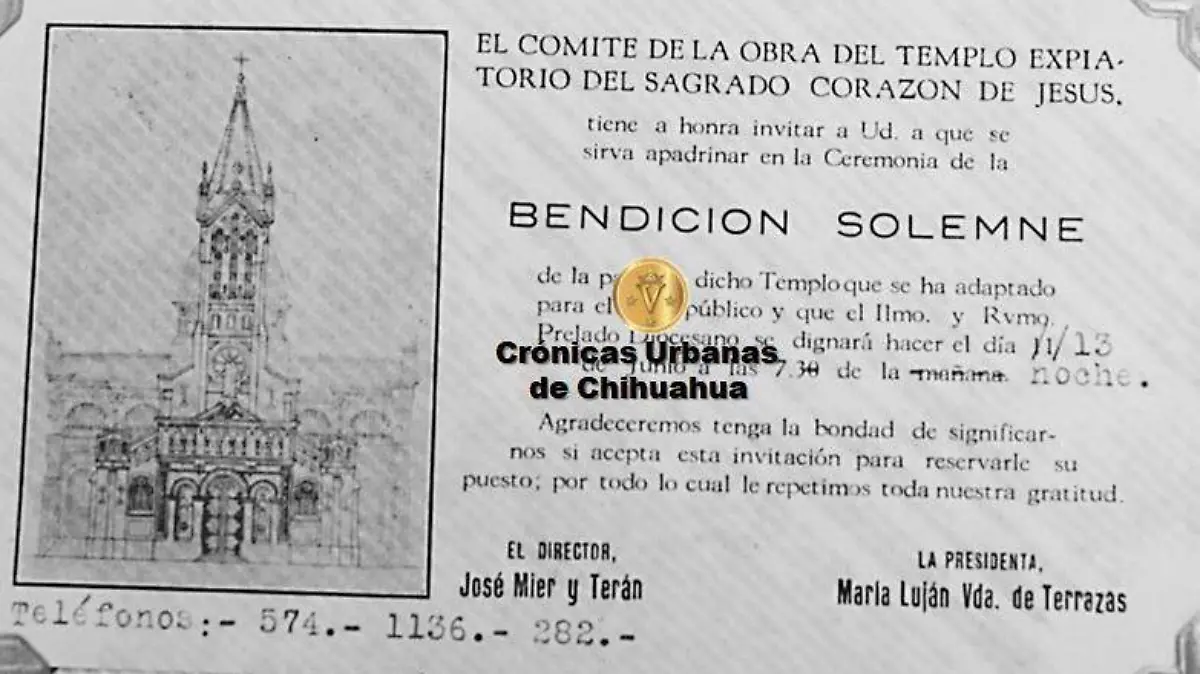 EL COMITE DE LA OBRA DEL TEMPLO EXPIA-
TORIO DEL SAGRADO CORAZON DE JESUS.
tiene a honra invitar a Ud. a que se
sirva apadrinar en la Ceremonia de la
BENDICION SOLEMNE
de la dicho Templo que se ha adaptado
para el público y que el Ilmo. y Rvmo.
Prelado Diocesano se dignará hacer el día 11/13
de Junio a las 7.30 de la mañana. noche.
V
Crónicas Urbanas
de Chihuahua
Agradeceremos tenga la bondad de significar-
nos si acepta esta invitación para reservarle su
puesto; por todo lo cual le repetimos toda nuestra gratitud.
EL DIRECTOR,
José Mier y Terán
LA PRESIDENTA,
María Luján Vda. de Terrazas
Teléfonos:- 574.- 1136.- 282.-